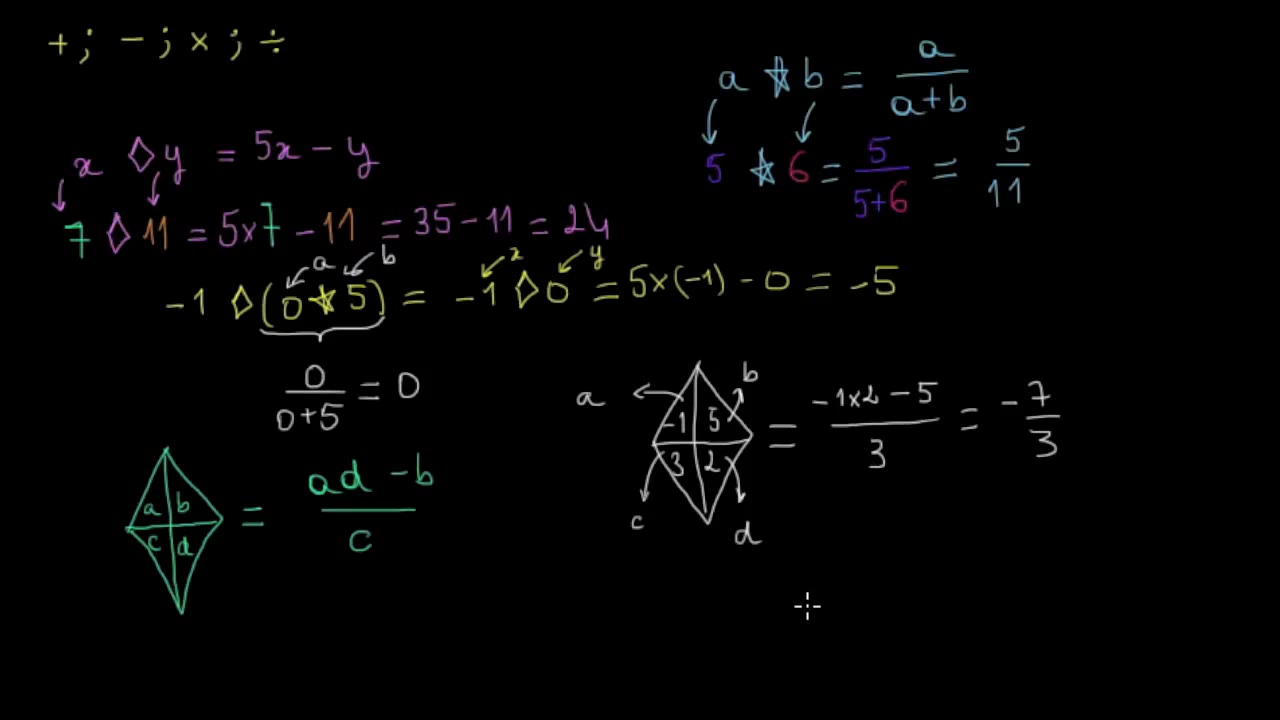 + ; - ; × ; ÷
a ☆ b = a/(a+b)
x ◊ y = 5x - y
5 ☆ 6 = 5/(5+6) = 5/11
7 ◊ 11 = 5×7 - 11 = 35 - 11 = 24
a b x y
-1 ◊ (0 ☆ 5) = -1 ◊ 0 = 5×(-1) - 0 = -5
0/(0+5) = 0
a b
-1 5 3 2 = (-1×2 - 5)/3 = -7/3
c d
a b c d = (ad - b)/c